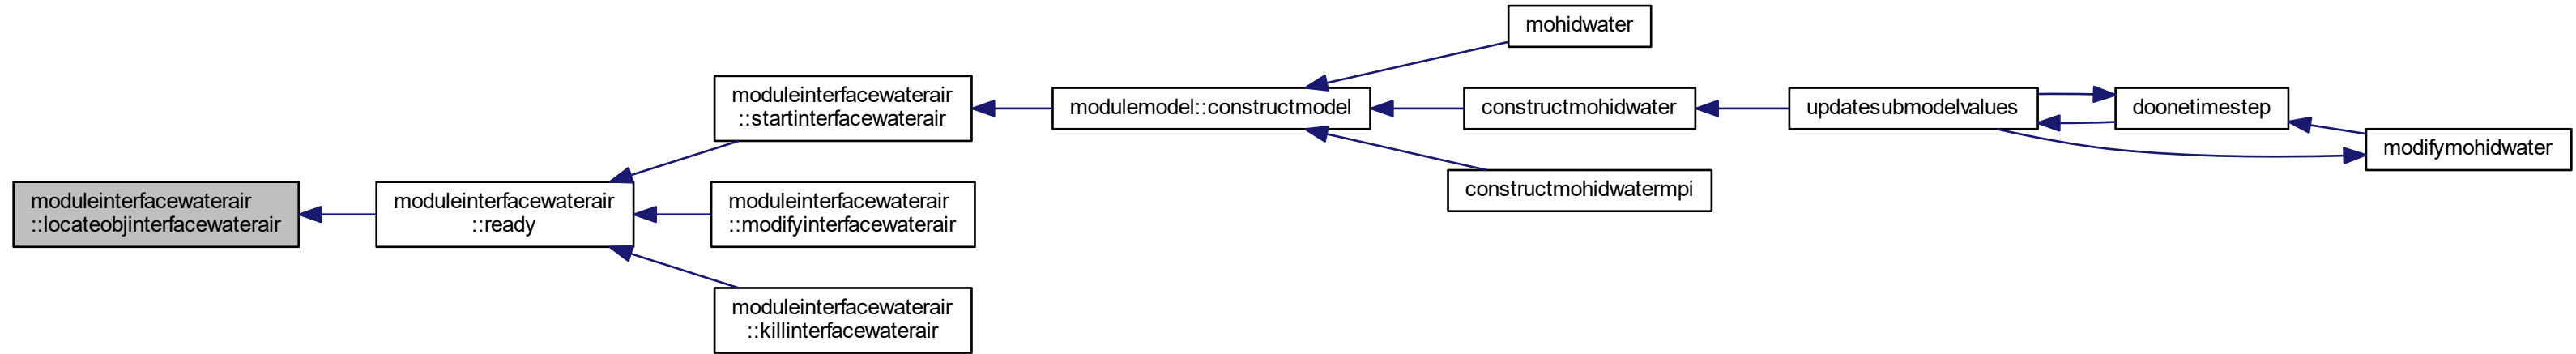 moduleinterfacewaterair
::locateobjinterfacewaterair
moduleinterfacewaterair
::ready
moduleinterfacewaterair
::startinterfacewaterair
moduleinterfacewaterair
::modifyinterfacewaterair
moduleinterfacewaterair
::killinterfacewaterair
modulemodel::constructmodel
mohidwater
constructmohidwater
constructmohidwatermpi
updatesubmodelvalues
doonetimestep
modifymohidwater